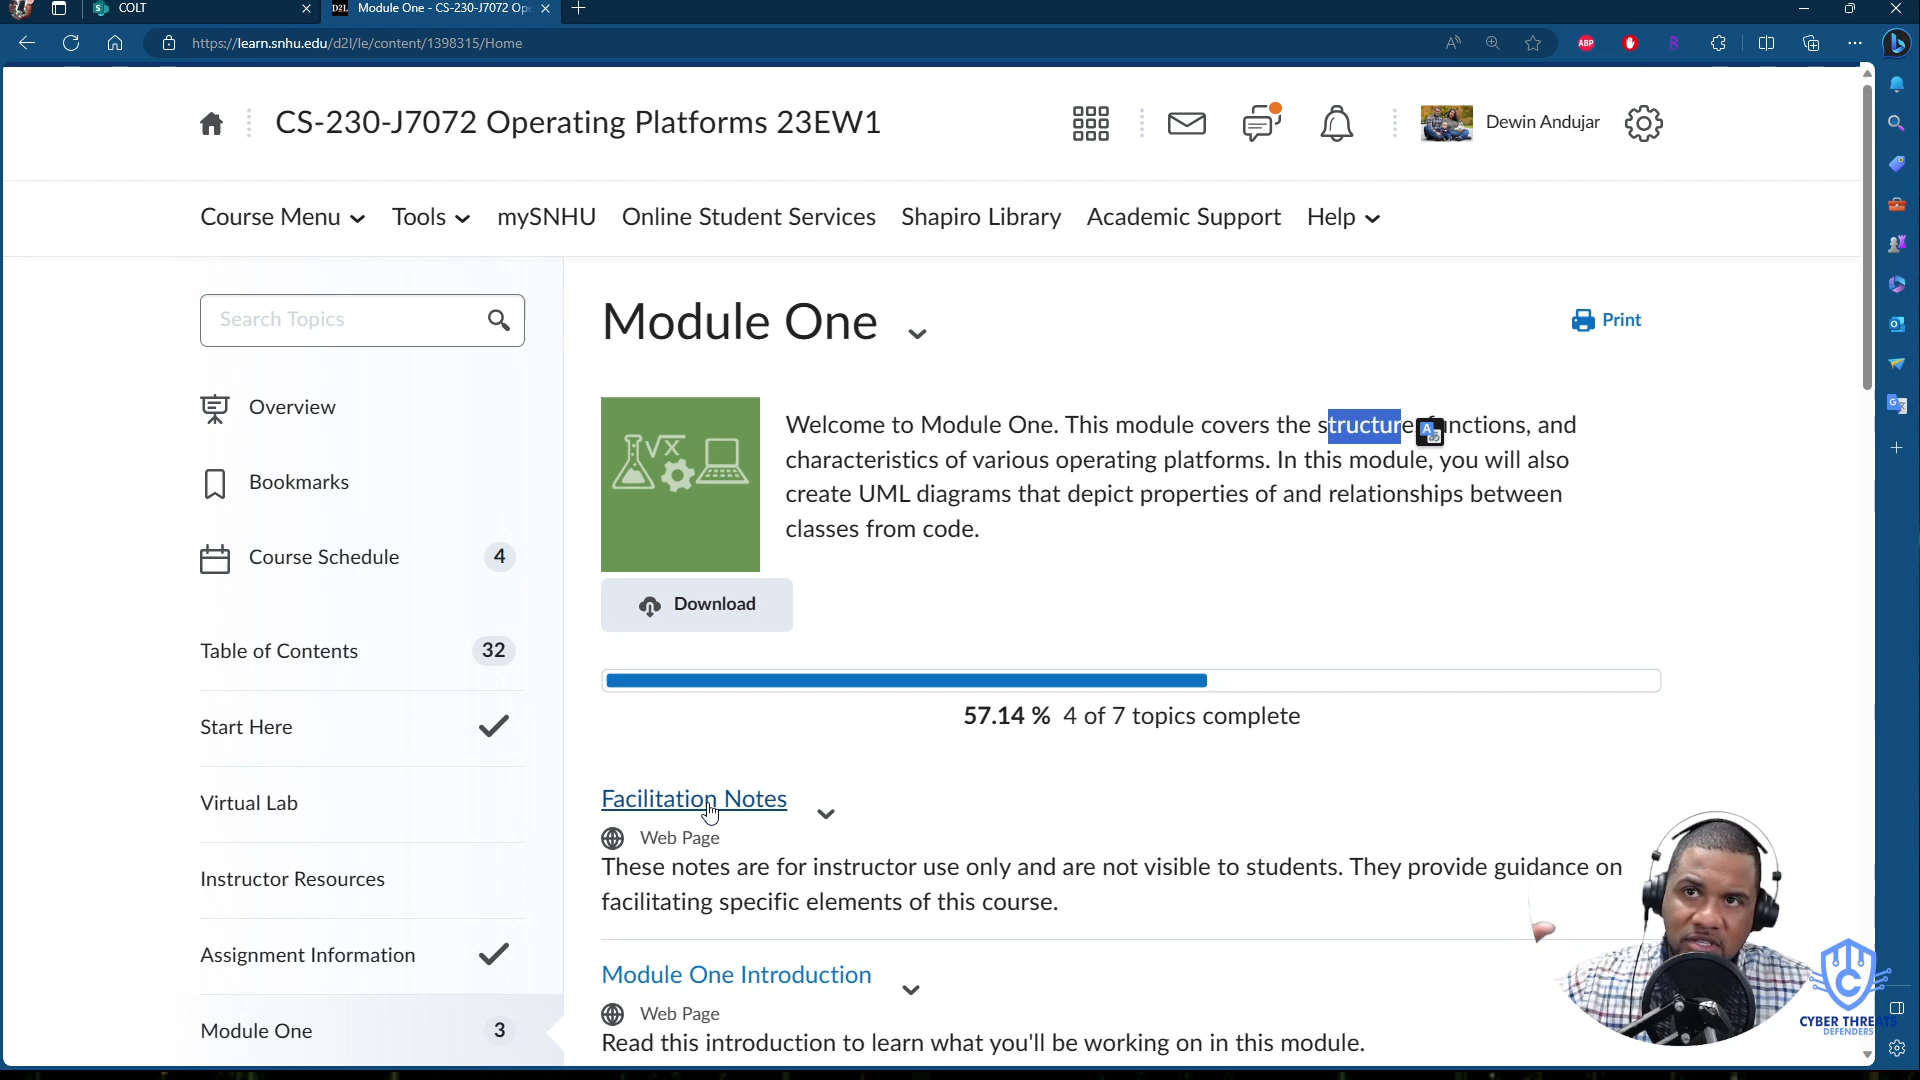 COLT
D2L Module One - CS-230-J7072 Ope
https://learn.snhu.edu/d2l/le/content/1398315/Home
ABP
CS-230-J7072 Operating Platforms 23EW1
Dewin Andujar
Course Menu
Tools
mySNHU
Online Student Services
Shapiro Library
Academic Support
Help
Search Topics
Overview
Bookmarks
Course Schedule 4
Table of Contents 32
Start Here
Virtual Lab
Instructor Resources
Assignment Information
Module One 3
Module One
Print
Welcome to Module One. This module covers the structure nctions, and
characteristics of various operating platforms. In this module, you will also
create UML diagrams that depict properties of and relationships between
classes from code.
Download
57.14 % 4 of 7 topics complete
Facilitation Notes
Web Page
These notes are for instructor use only and are not visible to students. They provide guidance on
facilitating specific elements of this course.
Module One Introduction
Web Page
Read this introduction to learn what you'll be working on in this module.
CYBER THREATS
DEFENDERS